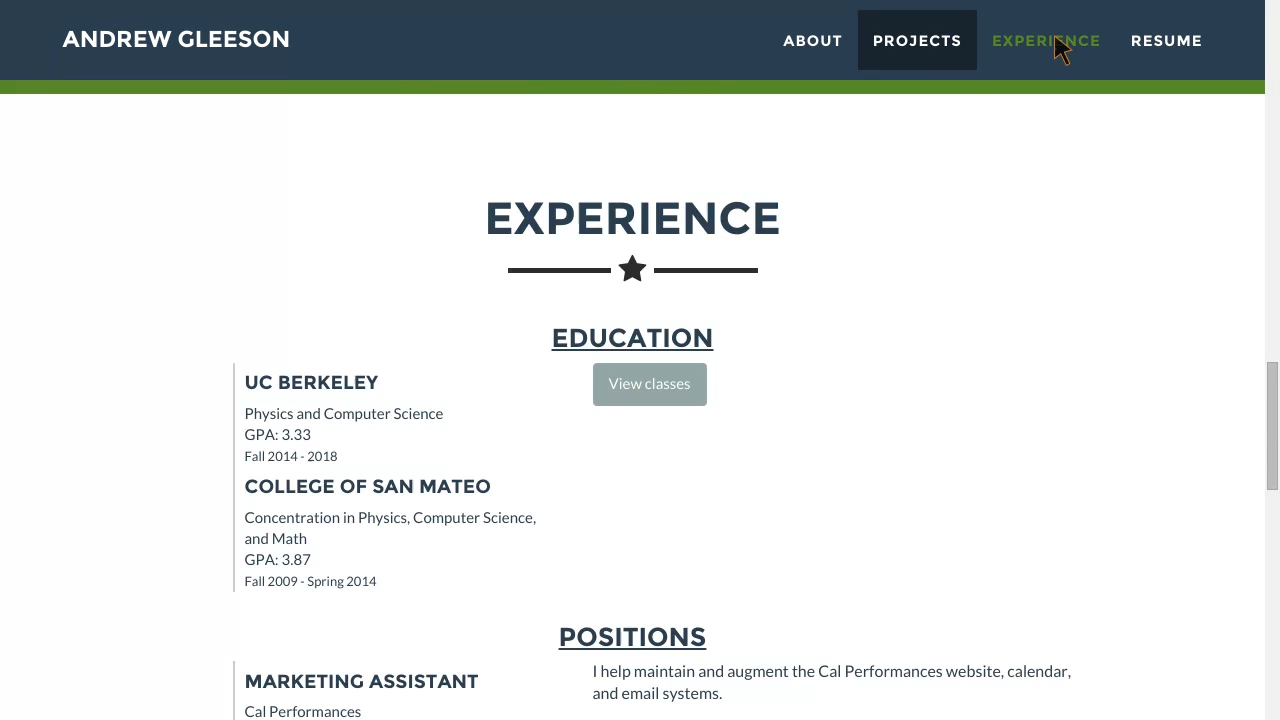 ANDREW GLEESON
ABOUT PROJECTS EXPERIENCE RESUME
EXPERIENCE
EDUCATION
UC BERKELEY
View classes
Physics and Computer Science
GPA: 3.33
Fall 2014 - 2018
COLLEGE OF SAN MATEO
Concentration in Physics, Computer Science,
and Math
GPA: 3.87
Fall 2009 - Spring 2014
POSITIONS
MARKETING ASSISTANT
Cal Performances
I help maintain and augment the Cal Performances website, calendar,
and email systems.